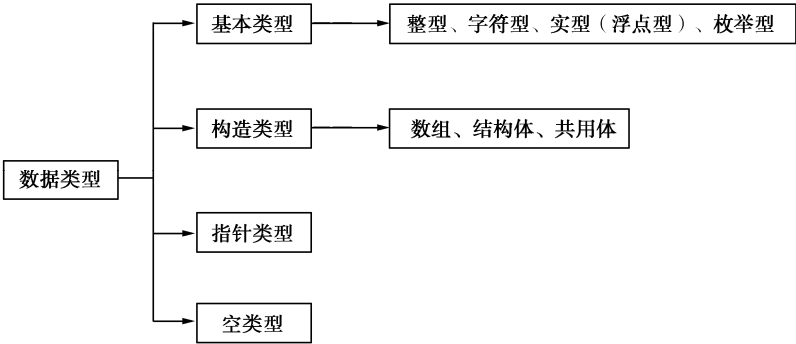 基本类型
整型、字符型、实型（浮点型）、枚举型
构造类型
数组、结构体、共用体
数据类型
指针类型
空类型